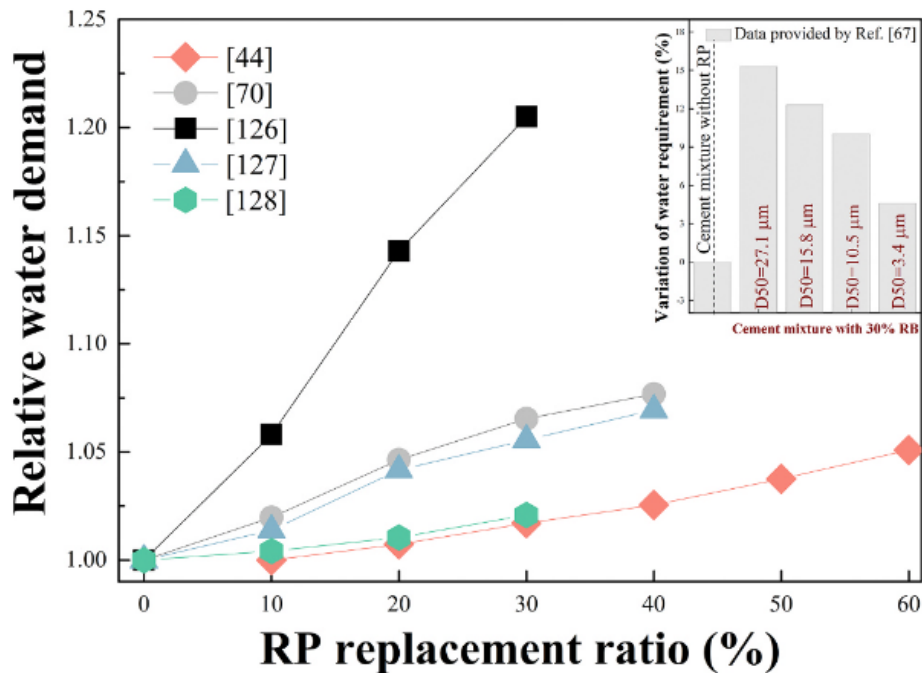 Relative water demand
1.25
1.20
1.15
1.10
1.05
1.00
[44]
[70]
[126]
[127]
[128]
0
10
20
30
40
50
60
RP replacement ratio (%)
Variation of water requirement (%)
18
15
12
9
6
3
0
-3
Data provided by Ref. [67]
Cement mixture without RP
D50=27.1 μm
D50=15.8 μm
D50=10.5 μm
D50=3.4 μm
Cement mixture with 30% RB